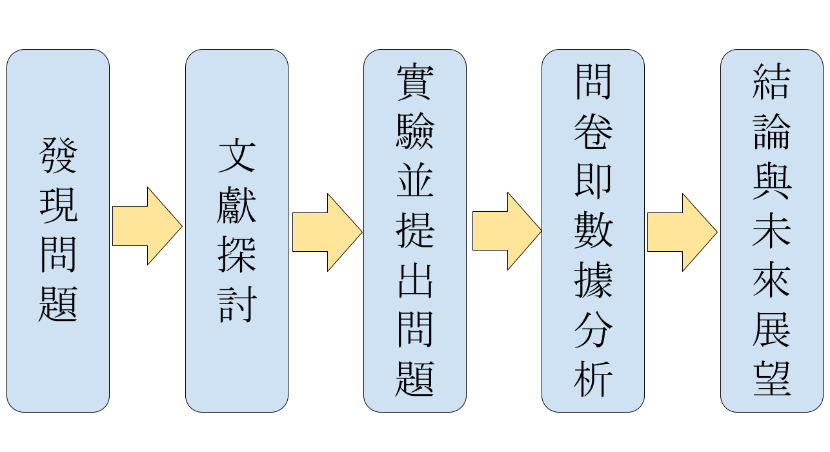 發現問題
文獻探討
實驗並提出問題
問卷即數據分析
結論與未來展望